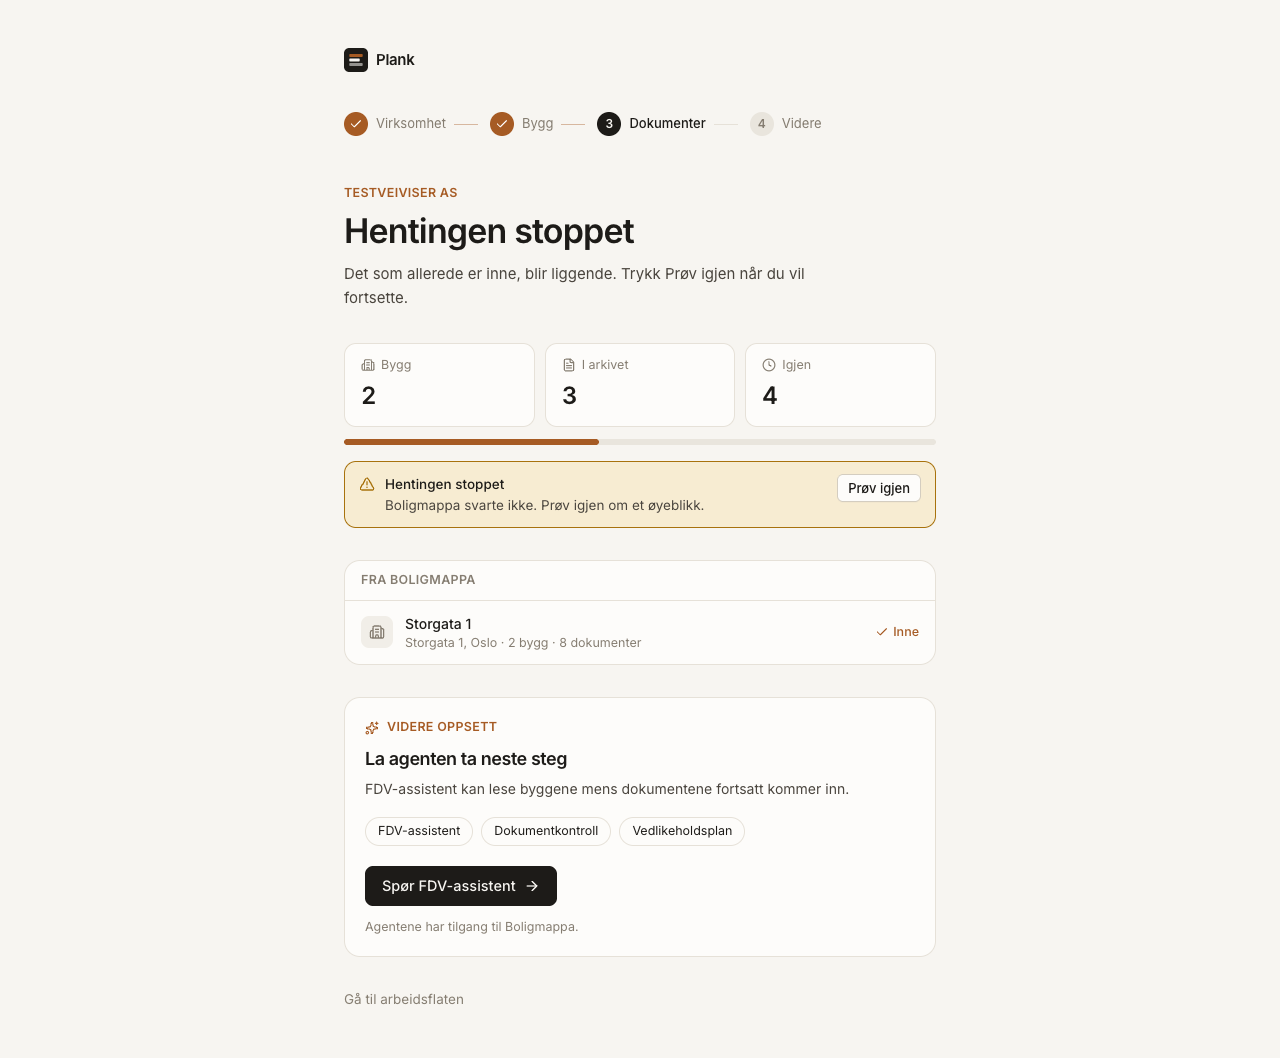 Plank
Virksomhet
Bygg
3 Dokumenter
4 Videre
TESTVEIVISER AS
Hentingen stoppet
Det som allerede er inne, blir liggende. Trykk Prøv igjen når du vil
fortsette.
Bygg
2
I arkivet
3
Igjen
4
Hentingen stoppet
Boligmappa svarte ikke. Prøv igjen om et øyeblikk.
Prøv igjen
FRA BOLIGMAPPA
Storgata 1
Storgata 1, Oslo · 2 bygg · 8 dokumenter
Inne
VIDERE OPPSETT
La agenten ta neste steg
FDV-assistent kan lese byggene mens dokumentene fortsatt kommer inn.
FDV-assistent
Dokumentkontroll
Vedlikeholdsplan
Spør FDV-assistent
Agentene har tilgang til Boligmappa.
Gå til arbeidsflaten